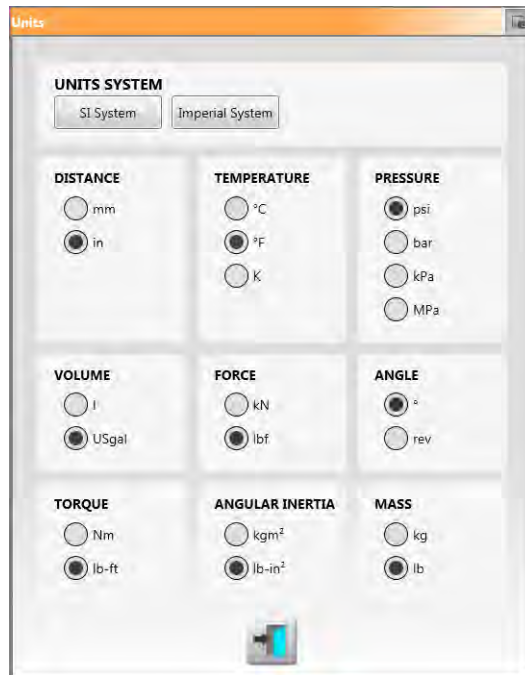 Units
UNITS SYSTEM
SI System
Imperial System
DISTANCE
mm
in
TEMPERATURE
°C
°F
K
PRESSURE
psi
bar
kPa
MPa
VOLUME
l
USgal
FORCE
kN
lbf
ANGLE
°
rev
TORQUE
Nm
lb-ft
ANGULAR INERTIA
kgm²
lb-in²
MASS
kg
lb